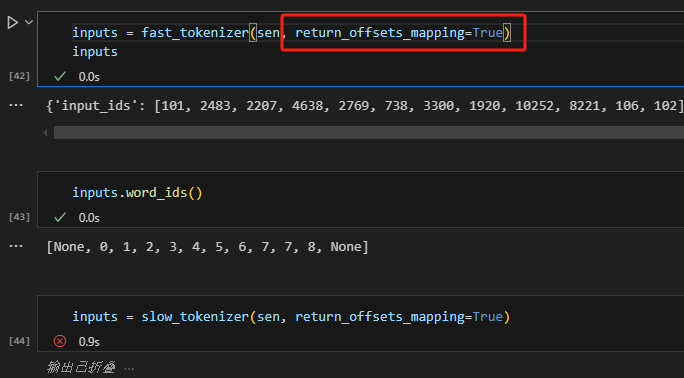 inputs = fast_tokenizer(sen, return_offsets_mapping=True)
inputs
[42]
0.0s
... {'input_ids': [101, 2483, 2207, 4638, 2769, 738, 3300, 1920, 10252, 8221, 106, 102]
inputs.word_ids()
[43]
0.0s
... [None, 0, 1, 2, 3, 4, 5, 6, 7, 7, 8, None]
inputs = slow_tokenizer(sen, return_offsets_mapping=True)
[44]
0.9s
输出已折叠 ...